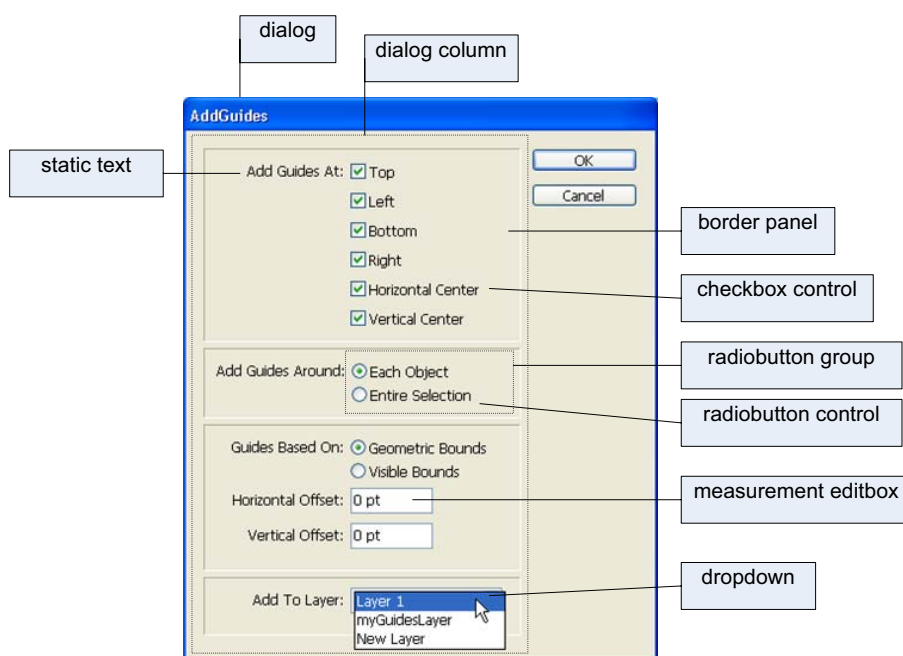 dialog
dialog column
AddGuides
static text
Add Guides At:
Top
OK
Left
Cancel
Bottom
border panel
Right
Horizontal Center
checkbox control
Vertical Center
radiobutton group
Add Guides Around:
Each Object
Entire Selection
radiobutton control
Guides Based On:
Geometric Bounds
Visible Bounds
measurement editbox
Horizontal Offset:
0 pt
Vertical Offset:
0 pt
dropdown
Add To Layer:
Layer 1
myGuidesLayer
New Layer